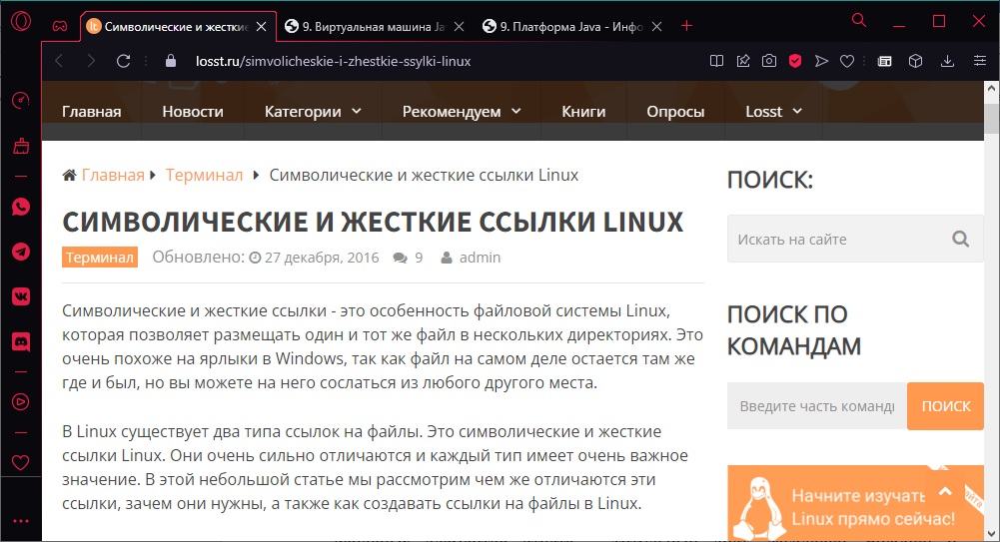 Символические и жестки
9. Виртуальная машина Ja
9. Платформа Java - Инфо
losst.ru/simvolicheskie-i-zhestkie-ssylki-linux
Главная Новости Категории Рекомендуем Книги Опросы Losst
Главная Терминал Символические и жесткие ссылки Linux
СИМВОЛИЧЕСКИЕ И ЖЕСТКИЕ ССЫЛКИ LINUX
Терминал Обновлено: 27 декабря, 2016 9 admin
Символические и жесткие ссылки - это особенность файловой системы Linux,
которая позволяет размещать один и тот же файл в нескольких директориях. Это
очень похоже на ярлыки в Windows, так как файл на самом деле остается там же
где и был, но вы можете на него сослаться из любого другого места.
В Linux существует два типа ссылок на файлы. Это символические и жесткие
ссылки Linux. Они очень сильно отличаются и каждый тип имеет очень важное
значение. В этой небольшой статье мы рассмотрим чем же отличаются эти
ссылки, зачем они нужны, а также как создавать ссылки на файлы в Linux.
ПОИСК:
Искать на сайте
ПОИСК ПО
КОМАНДАМ
Введите часть команды ПОИСК
Начните изучать
Linux прямо сейчас!